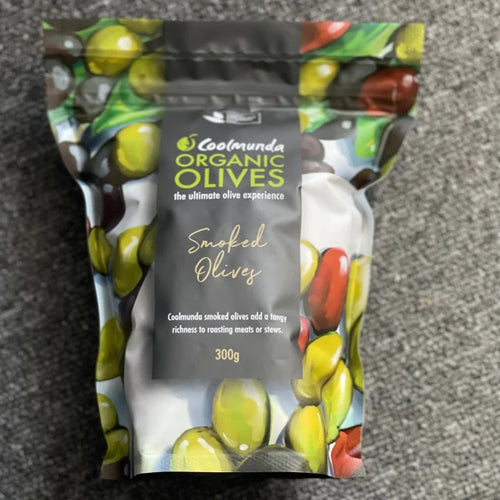 Coolmunda
ORGANIC
OLIVES
the ultimate olive experience
Smoked
Olives
Coolmunda smoked olives add a tangy
richness to roasting meats or stews.
300g